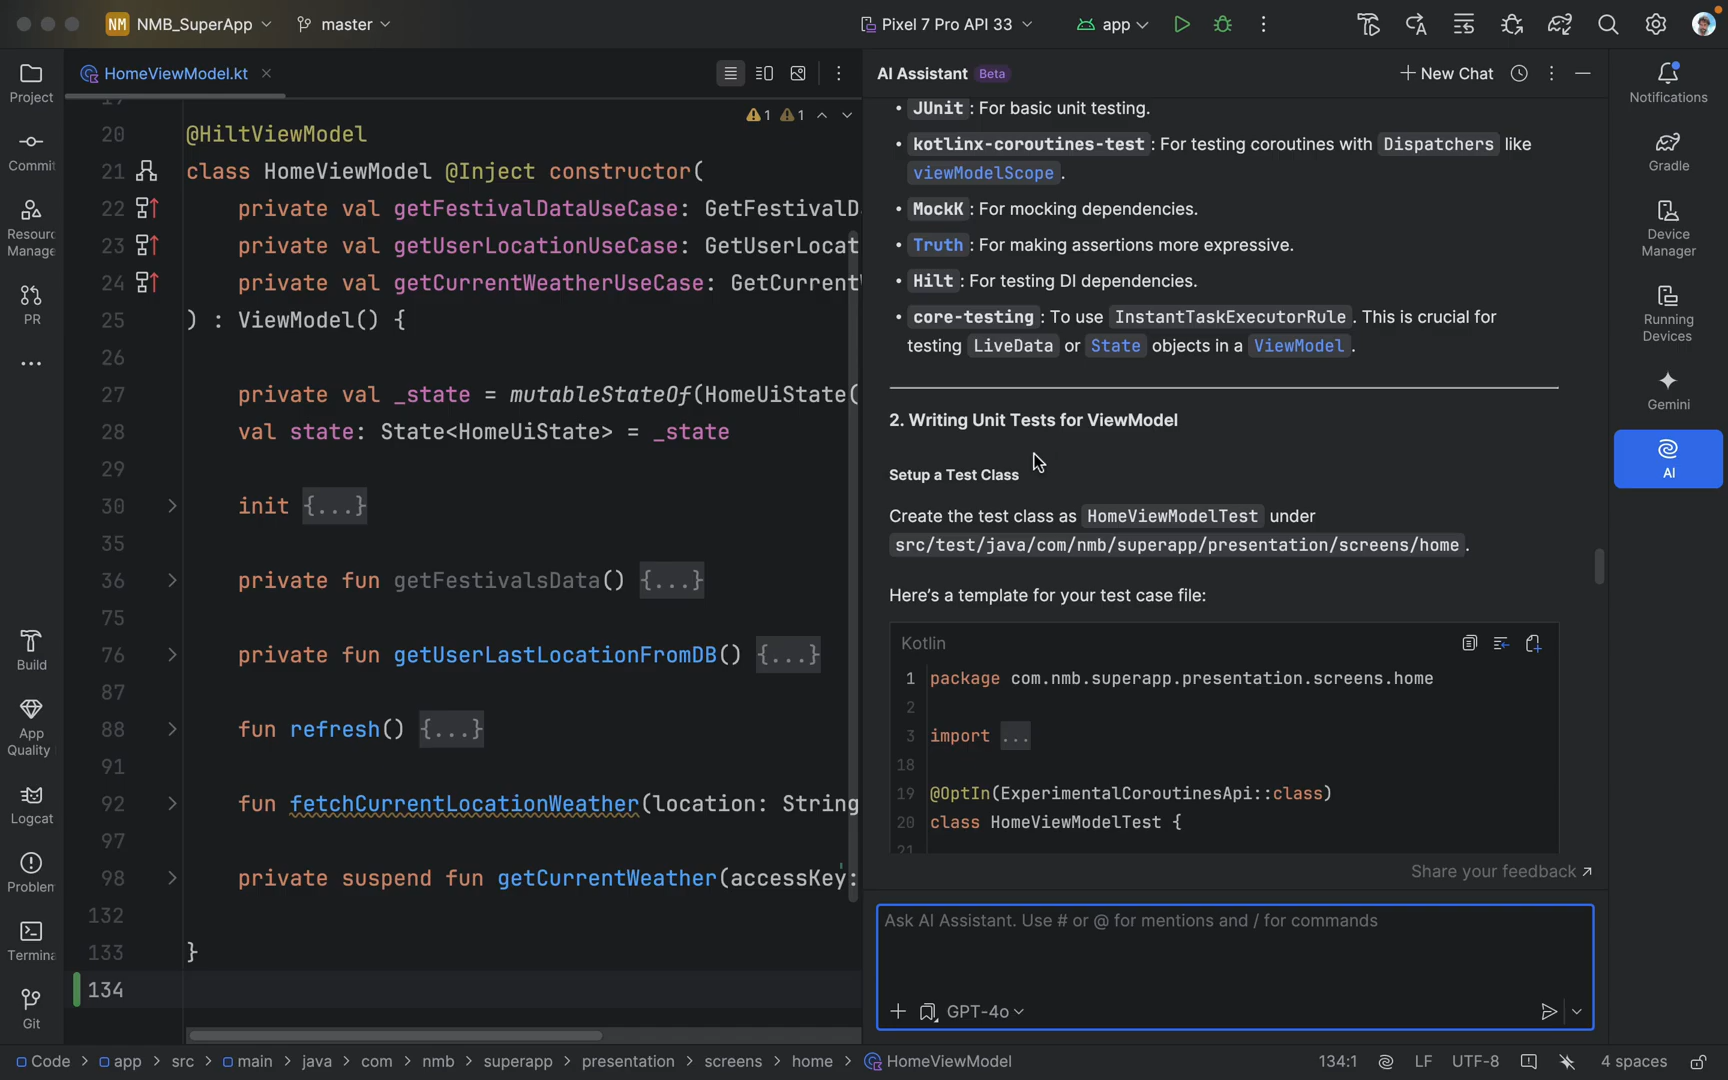 NM NMB_SuperApp master Pixel 7 Pro API 33 app
Project
Commit
Resourc
Manage
PR
Build
App
Quality
Logcat
Problem
Termina
Git
HomeViewModel.kt
1 1
20 @HiltViewModel
21 class HomeViewModel @Inject constructor(
22 private val getFestivalDataUseCase: GetFestivalD
23 private val getUserLocationUseCase: GetUserLocat
24 private val getCurrentWeatherUseCase: GetCurrent
25 ) : ViewModel() {
26
27 private val _state = mutableStateOf(HomeUiState(
28 val state: State<HomeUiState> = _state
29
30 init {...}
35
36 private fun getFestivalsData() {...}
75
76 private fun getUserLastLocationFromDB() {...}
87
88 fun refresh() {...}
91
92 fun fetchCurrentLocationWeather(location: String
97
98 private suspend fun getCurrentWeather(accessKey:
132
133 }
134
AI Assistant Beta New Chat
• JUnit : For basic unit testing.
• kotlinx-coroutines-test : For testing coroutines with Dispatchers like
viewModelScope .
• MockK : For mocking dependencies.
• Truth : For making assertions more expressive.
• Hilt : For testing DI dependencies.
• core-testing : To use InstantTaskExecutorRule . This is crucial for
testing LiveData or State objects in a ViewModel .
2. Writing Unit Tests for ViewModel
Setup a Test Class
Create the test class as HomeViewModelTest under
src/test/java/com/nmb/superapp/presentation/screens/home .
Here's a template for your test case file:
Kotlin
1 package com.nmb.superapp.presentation.screens.home
2
3 import ...
18
19 @OptIn(ExperimentalCoroutinesApi::class)
20 class HomeViewModelTest {
21
Share your feedback ↗
Ask AI Assistant. Use # or @ for mentions and / for commands
GPT-4o
Notifications
Gradle
Device
Manager
Running
Devices
Gemini
AI
Code > app > src > main > java > com > nmb > superapp > presentation > screens > home > HomeViewModel 134:1 LF UTF-8 4 spaces